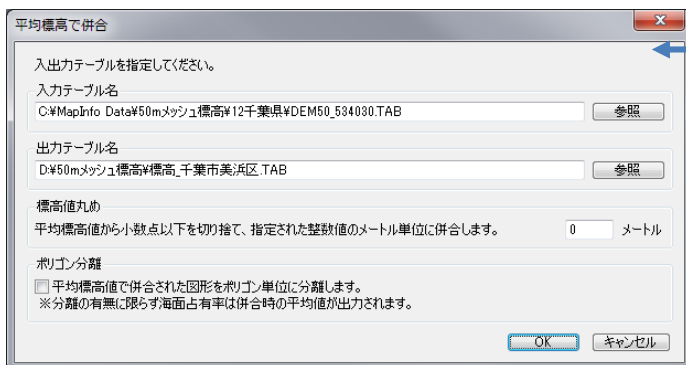 平均標高で併合
入出力テーブルを指定してください。
入力テーブル名
C:¥MapInfo Data¥50mメッシュ標高¥12千葉県¥DEM50_534030.TAB
参照
出力テーブル名
D:¥50mメッシュ標高¥標高_千葉市美浜区.TAB
参照
標高値丸め
平均標高値から小数点以下を切り捨て、指定された整数値のメートル単位に併合します。
0
メートル
ポリゴン分離
平均標高値で併合された図形をポリゴン単位に分離します。
※分離の有無に限らず海面占有率は併合時の平均値が出力されます。
OK
キャンセル